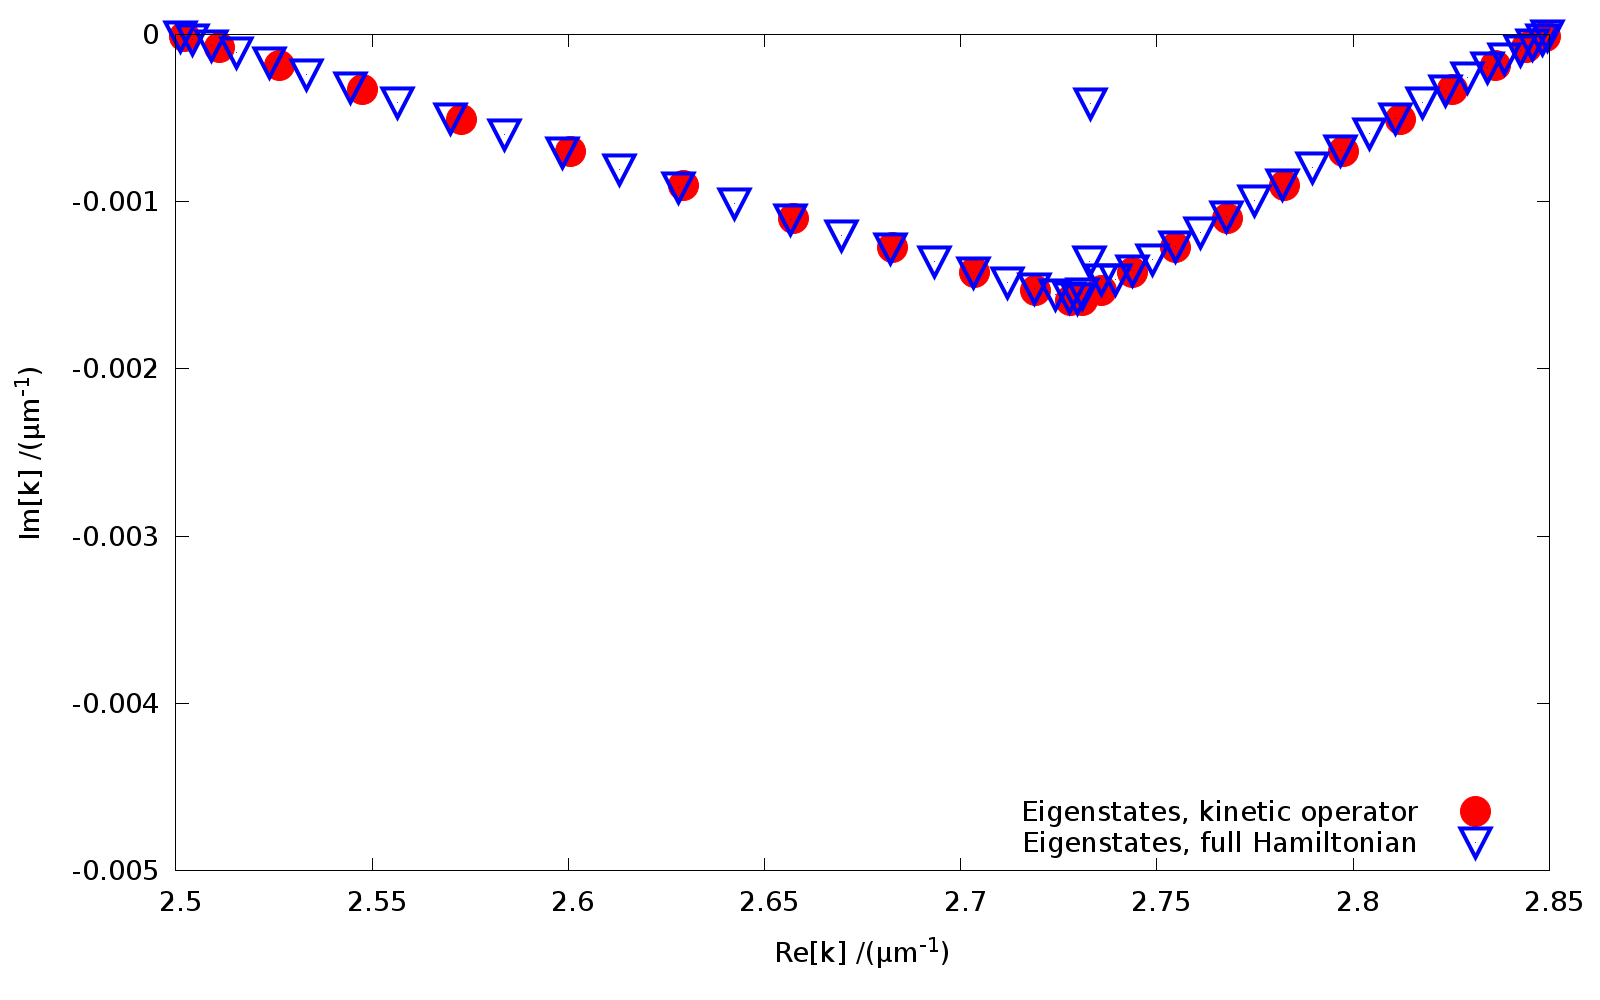 0
-0.001
-0.002
-0.003
-0.004
-0.005
2.5 2.55 2.6 2.65 2.7 2.75 2.8 2.85
Im[k] /(μm⁻¹)
Re[k] /(μm⁻¹)
Eigenstates, kinetic operator
Eigenstates, full Hamiltonian